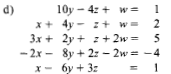 d) 10y - 4z + w = 1
x + 4y - z + w = 2
3x + 2y + z + 2w = 5
-2x - 8y + 2z - 2w = -4
x - 6y + 3z = 1